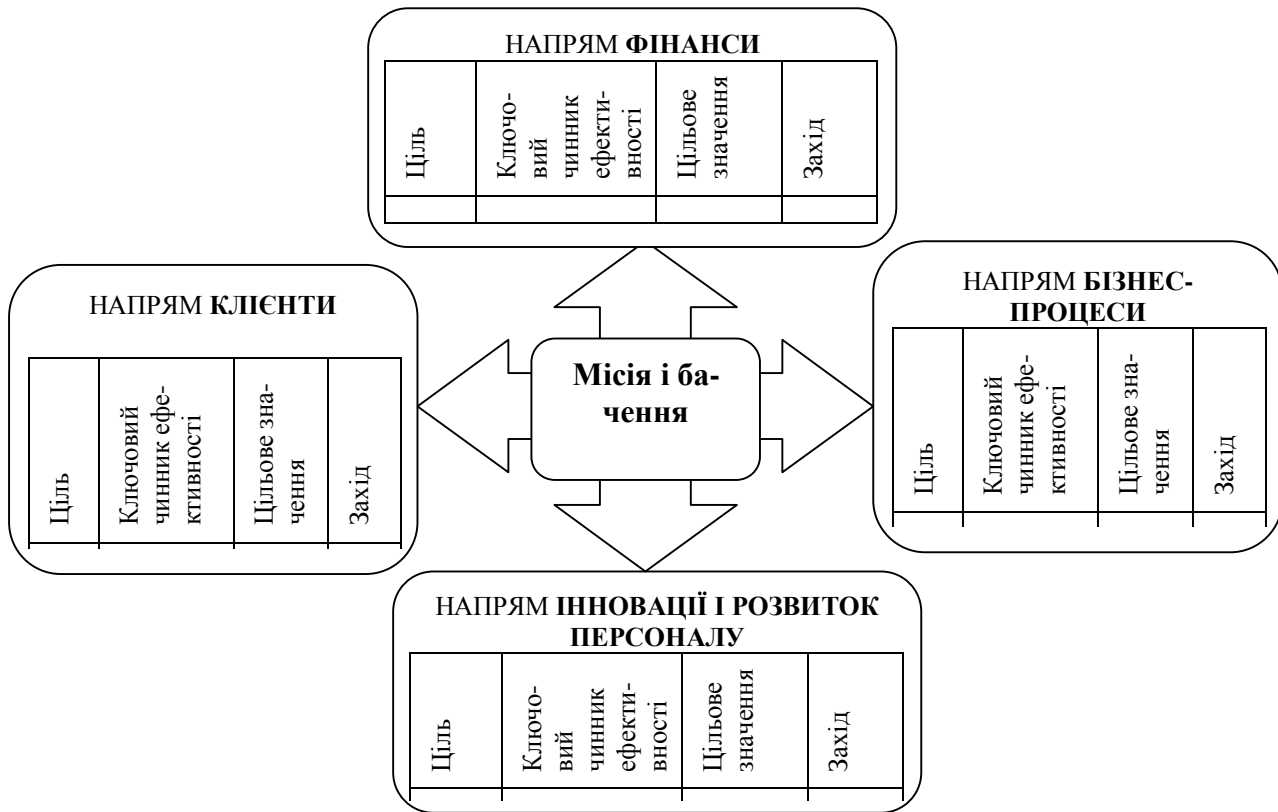 НАПРЯМ ФІНАНСИ
Ціль
Ключо-
вий
чинник
ефекти-
вності
Цільове
значення
Захід
НАПРЯМ КЛІЄНТИ
Ціль
Ключовий
чинник ефе-
ктивності
Цільове зна-
чення
Захід
Місія і ба-
чення
НАПРЯМ БІЗНЕС-
ПРОЦЕСИ
Ціль
Ключовий
чинник ефе-
ктивності
Цільове зна-
чення
Захід
НАПРЯМ ІННОВАЦІЇ І РОЗВИТОК
ПЕРСОНАЛУ
Ціль
Ключо-
вий
чинник
ефекти-
вності
Цільове
значення
Захід